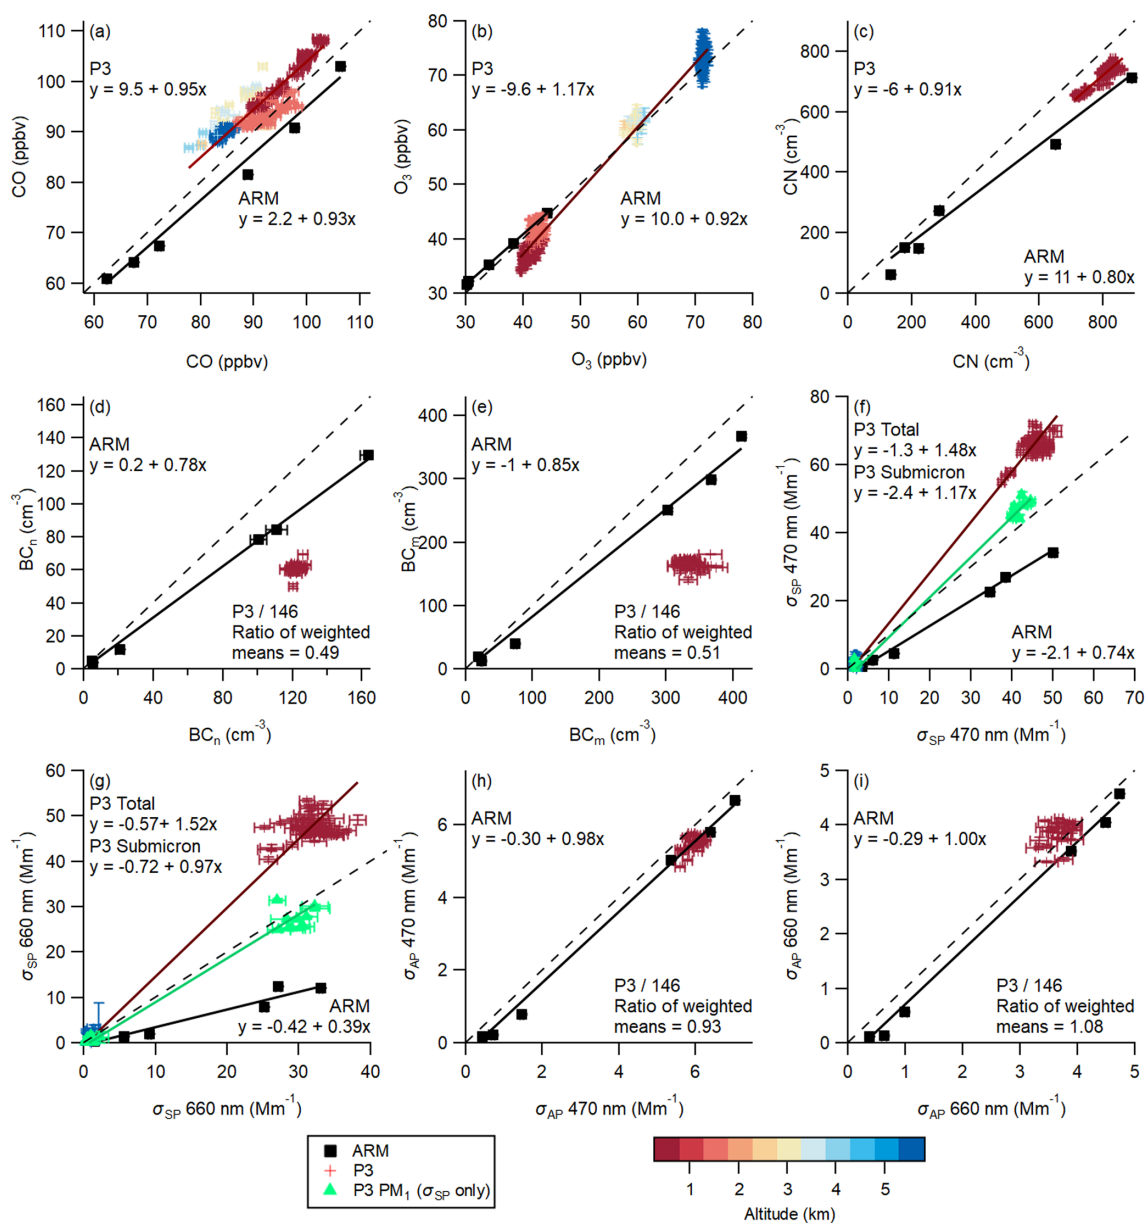 (a)
P3
y = 9.5 + 0.95x
ARM
y = 2.2 + 0.93x
CO (ppbv)
110
100
90
80
70
60
60 70 80 90 100 110
CO (ppbv)
(b)
P3
y = -9.6 + 1.17x
ARM
y = 10.0 + 0.92x
O3 (ppbv)
80
70
60
50
40
30
30 40 50 60 70
O3 (ppbv)
(c)
P3
y = -6 + 0.91x
ARM
y = 11 + 0.80x
CN (cm-3)
800
600
400
200
0
0 200 400 600 800
CN (cm-3)
(d)
ARM
y = 0.2 + 0.78x
P3 / 146
Ratio of weighted
means = 0.49
BCn (cm-3)
160
140
120
100
80
60
40
20
0
0 40 80 120 160
BCn (cm-3)
(e)
ARM
y = -1 + 0.85x
P3 / 146
Ratio of weighted
means = 0.51
BCm (cm-3)
400
300
200
100
0
0 100 200 300 400
BCm (cm-3)
(f)
P3 Total
y = -1.3 + 1.48x
P3 Submicron
y = -2.4 + 1.17x
ARM
y = -2.1 + 0.74x
σSP 470 nm (Mm-1)
80
60
40
20
0
0 10 20 30 40 50 60 70
σSP 470 nm (Mm-1)
(g)
P3 Total
y = -0.57+ 1.52x
P3 Submicron
y = -0.72 + 0.97x
ARM
y = -0.42 + 0.39x
σSP 660 nm (Mm-1)
60
50
40
30
20
10
0
0 10 20 30 40
σSP 660 nm (Mm-1)
(h)
ARM
y = -0.30 + 0.98x
P3 / 146
Ratio of weighted
means = 0.93
σAP 470 nm (Mm-1)
6
4
2
0
0 2 4 6
σAP 470 nm (Mm-1)
(i)
ARM
y = -0.29 + 1.00x
P3 / 146
Ratio of weighted
means = 1.08
σAP 660 nm (Mm-1)
5
4
3
2
1
0
0 1 2 3 4 5
σAP 660 nm (Mm-1)
ARM
P3
P3 PM1 (σSP only)
1 2 3 4 5
Altitude (km)